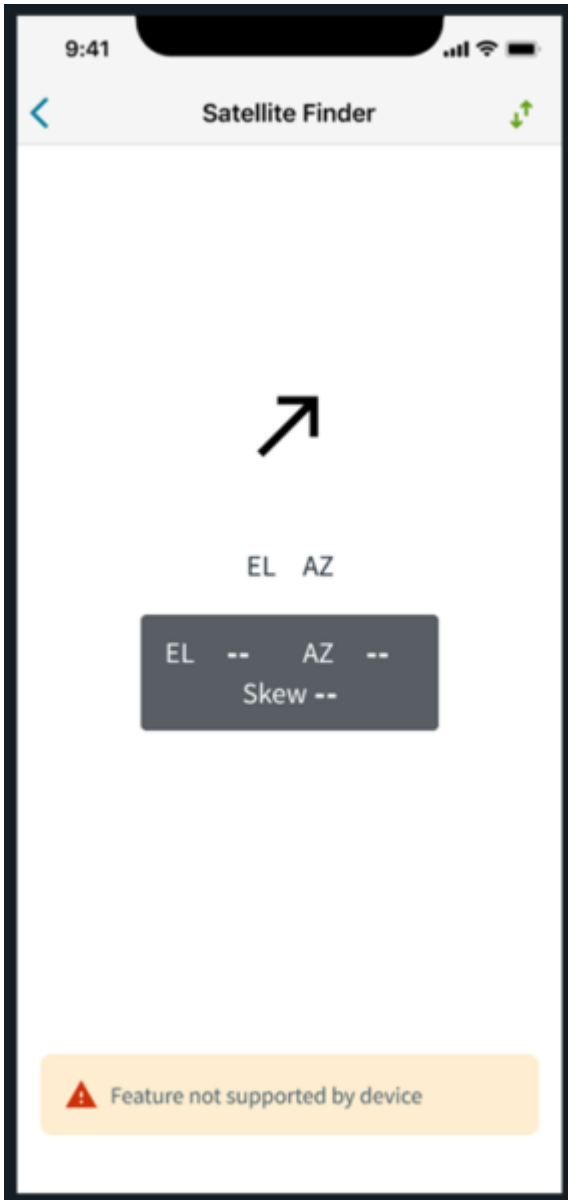 9:41
Satellite Finder
EL AZ
EL -- AZ --
Skew --
Feature not supported by device